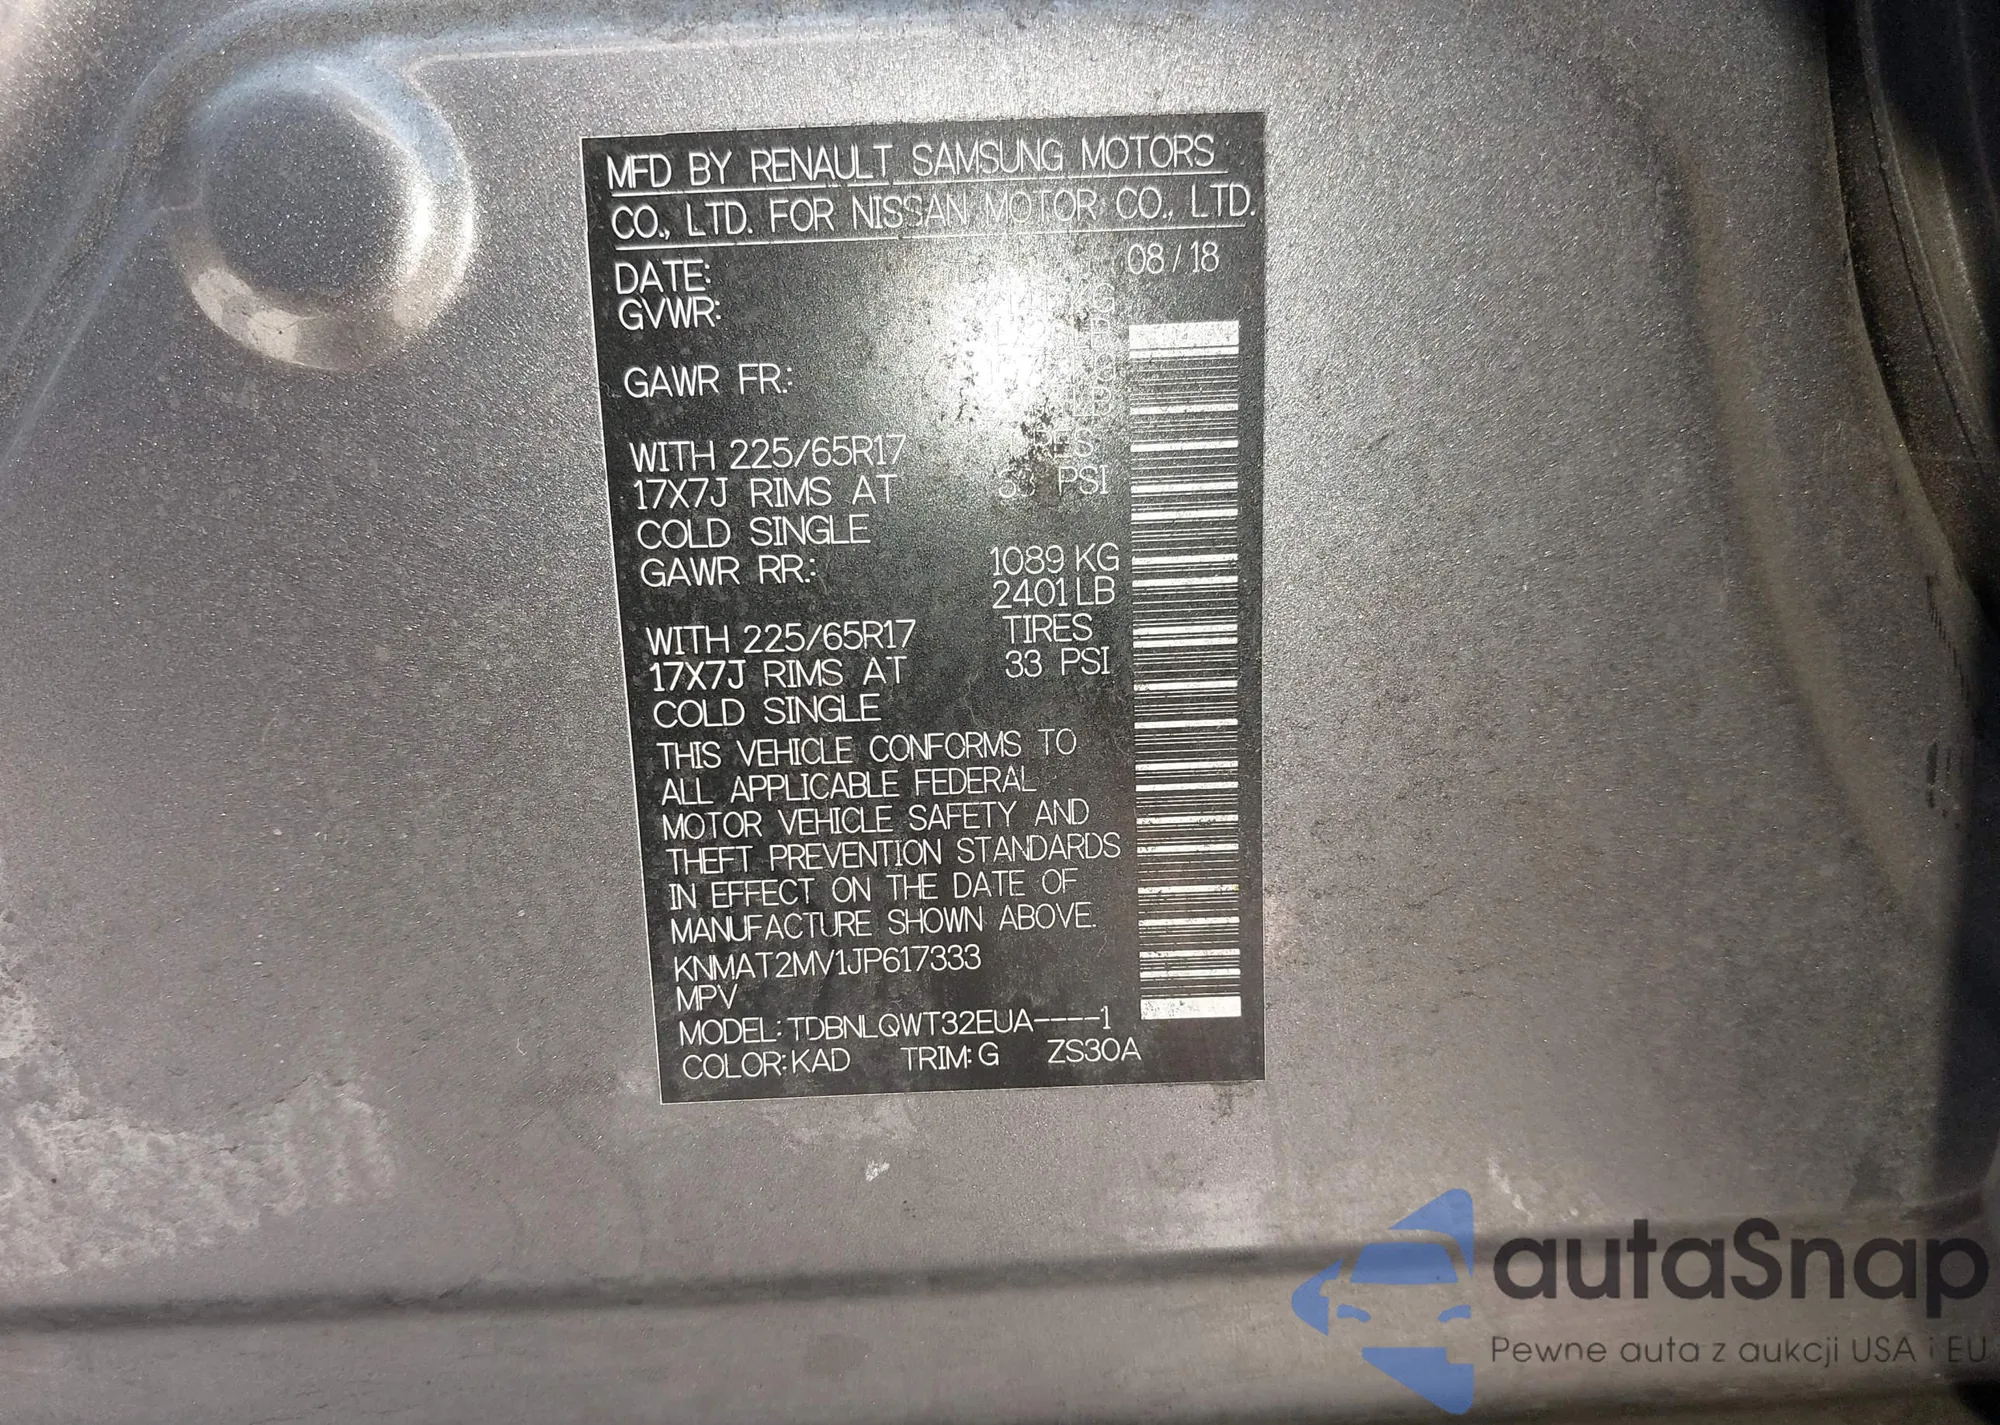 MFD BY RENAULT SAMSUNG MOTORS
CO., LTD. FOR NISSAN MOTOR CO., LTD.
DATE: 08/18
GVWR: KG
GAWR FR.:
WITH 225/65R17
17X7J RIMS AT 33 PSI
COLD SINGLE
GAWR RR.: 1089 KG
2401 LB
WITH 225/65R17 TIRES
17X7J RIMS AT 33 PSI
COLD SINGLE
THIS VEHICLE CONFORMS TO
ALL APPLICABLE FEDERAL
MOTOR VEHICLE SAFETY AND
THEFT PREVENTION STANDARDS
IN EFFECT ON THE DATE OF
MANUFACTURE SHOWN ABOVE.
KNMAT2MV1JP617333
MPV
MODEL: TDBNLQWT32EUA----1
COLOR: KAD TRIM: G ZS30A
autaSnap
Pewne auta z aukcji USA i EU